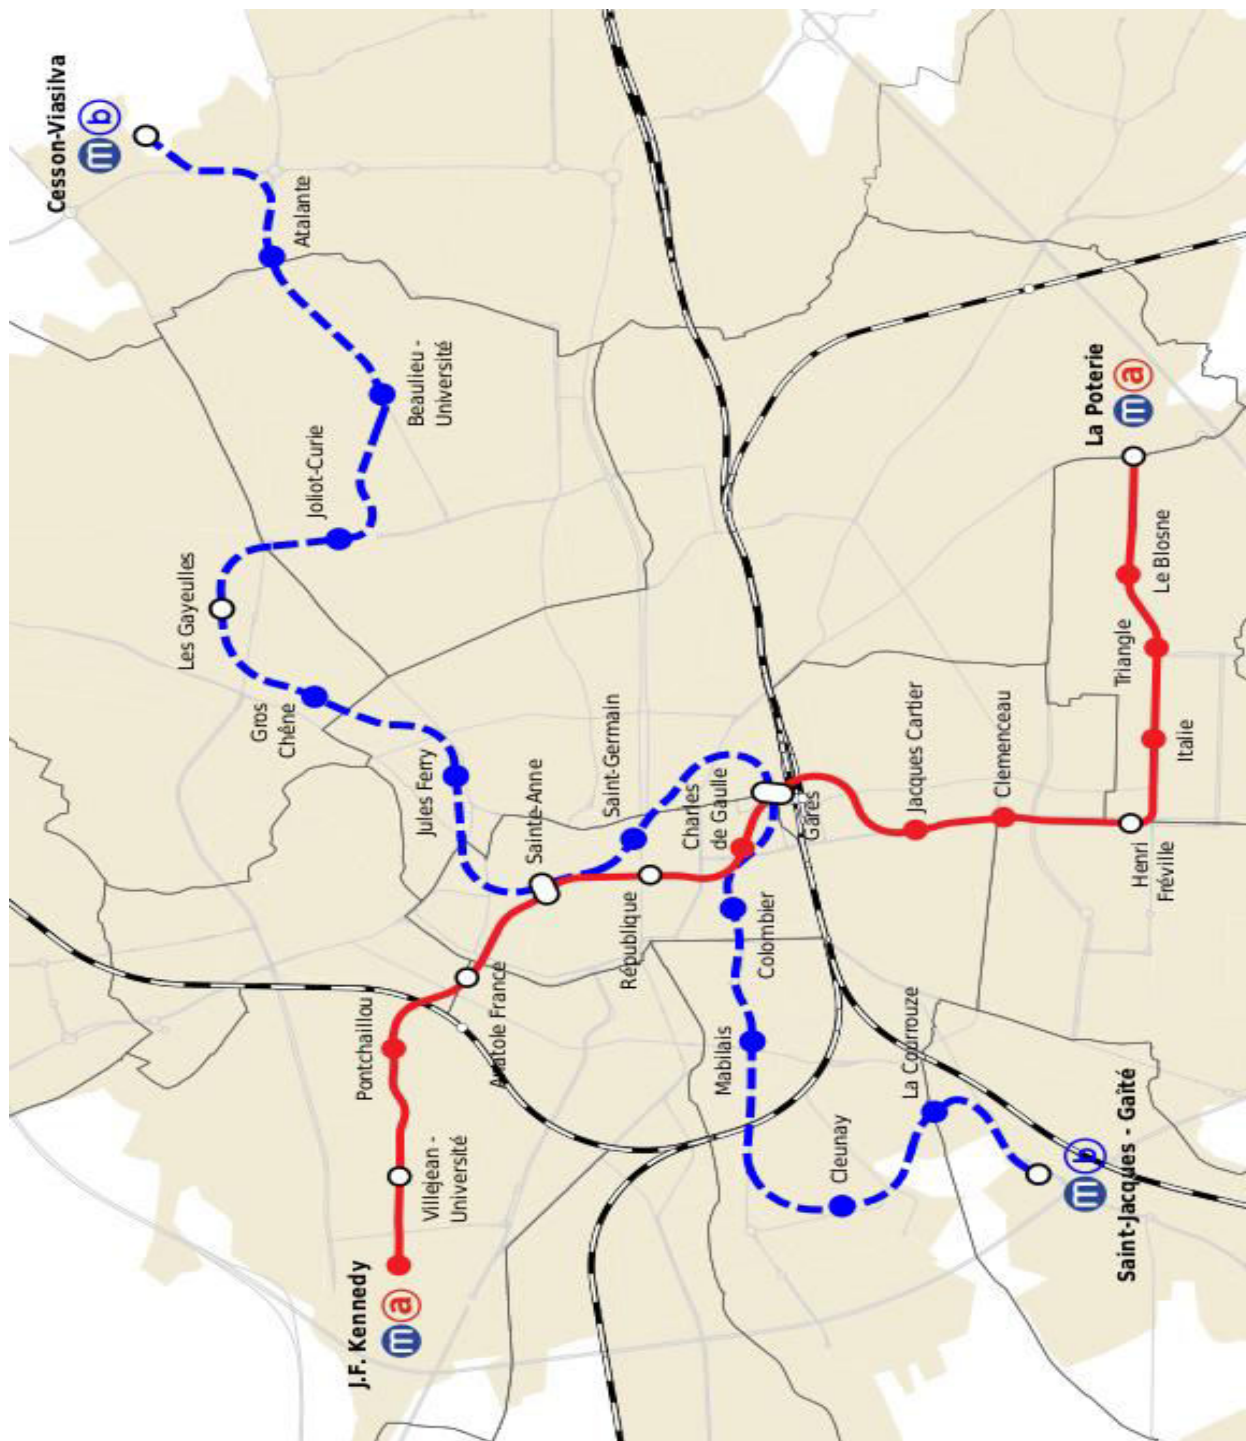 J.F. Kennedy
m a
Villejean -
Université
Pontchaillou
Anatole France
Sainte-Anne
République
Charles
de Gaulle
Gares
Jacques Cartier
Clemenceau
Henri
Fréville
Italie
Triangle
Le Blosne
La Poterie
m a
Cesson-Viasilva
m b
Atalante
Beaulieu -
Université
Joliot-Curie
Les Gayeulles
Gros
Chêne
Jules Ferry
Saint-Germain
Colombier
Mabilais
Cleunay
La Courrouze
Saint-Jacques - Gaîté
m b